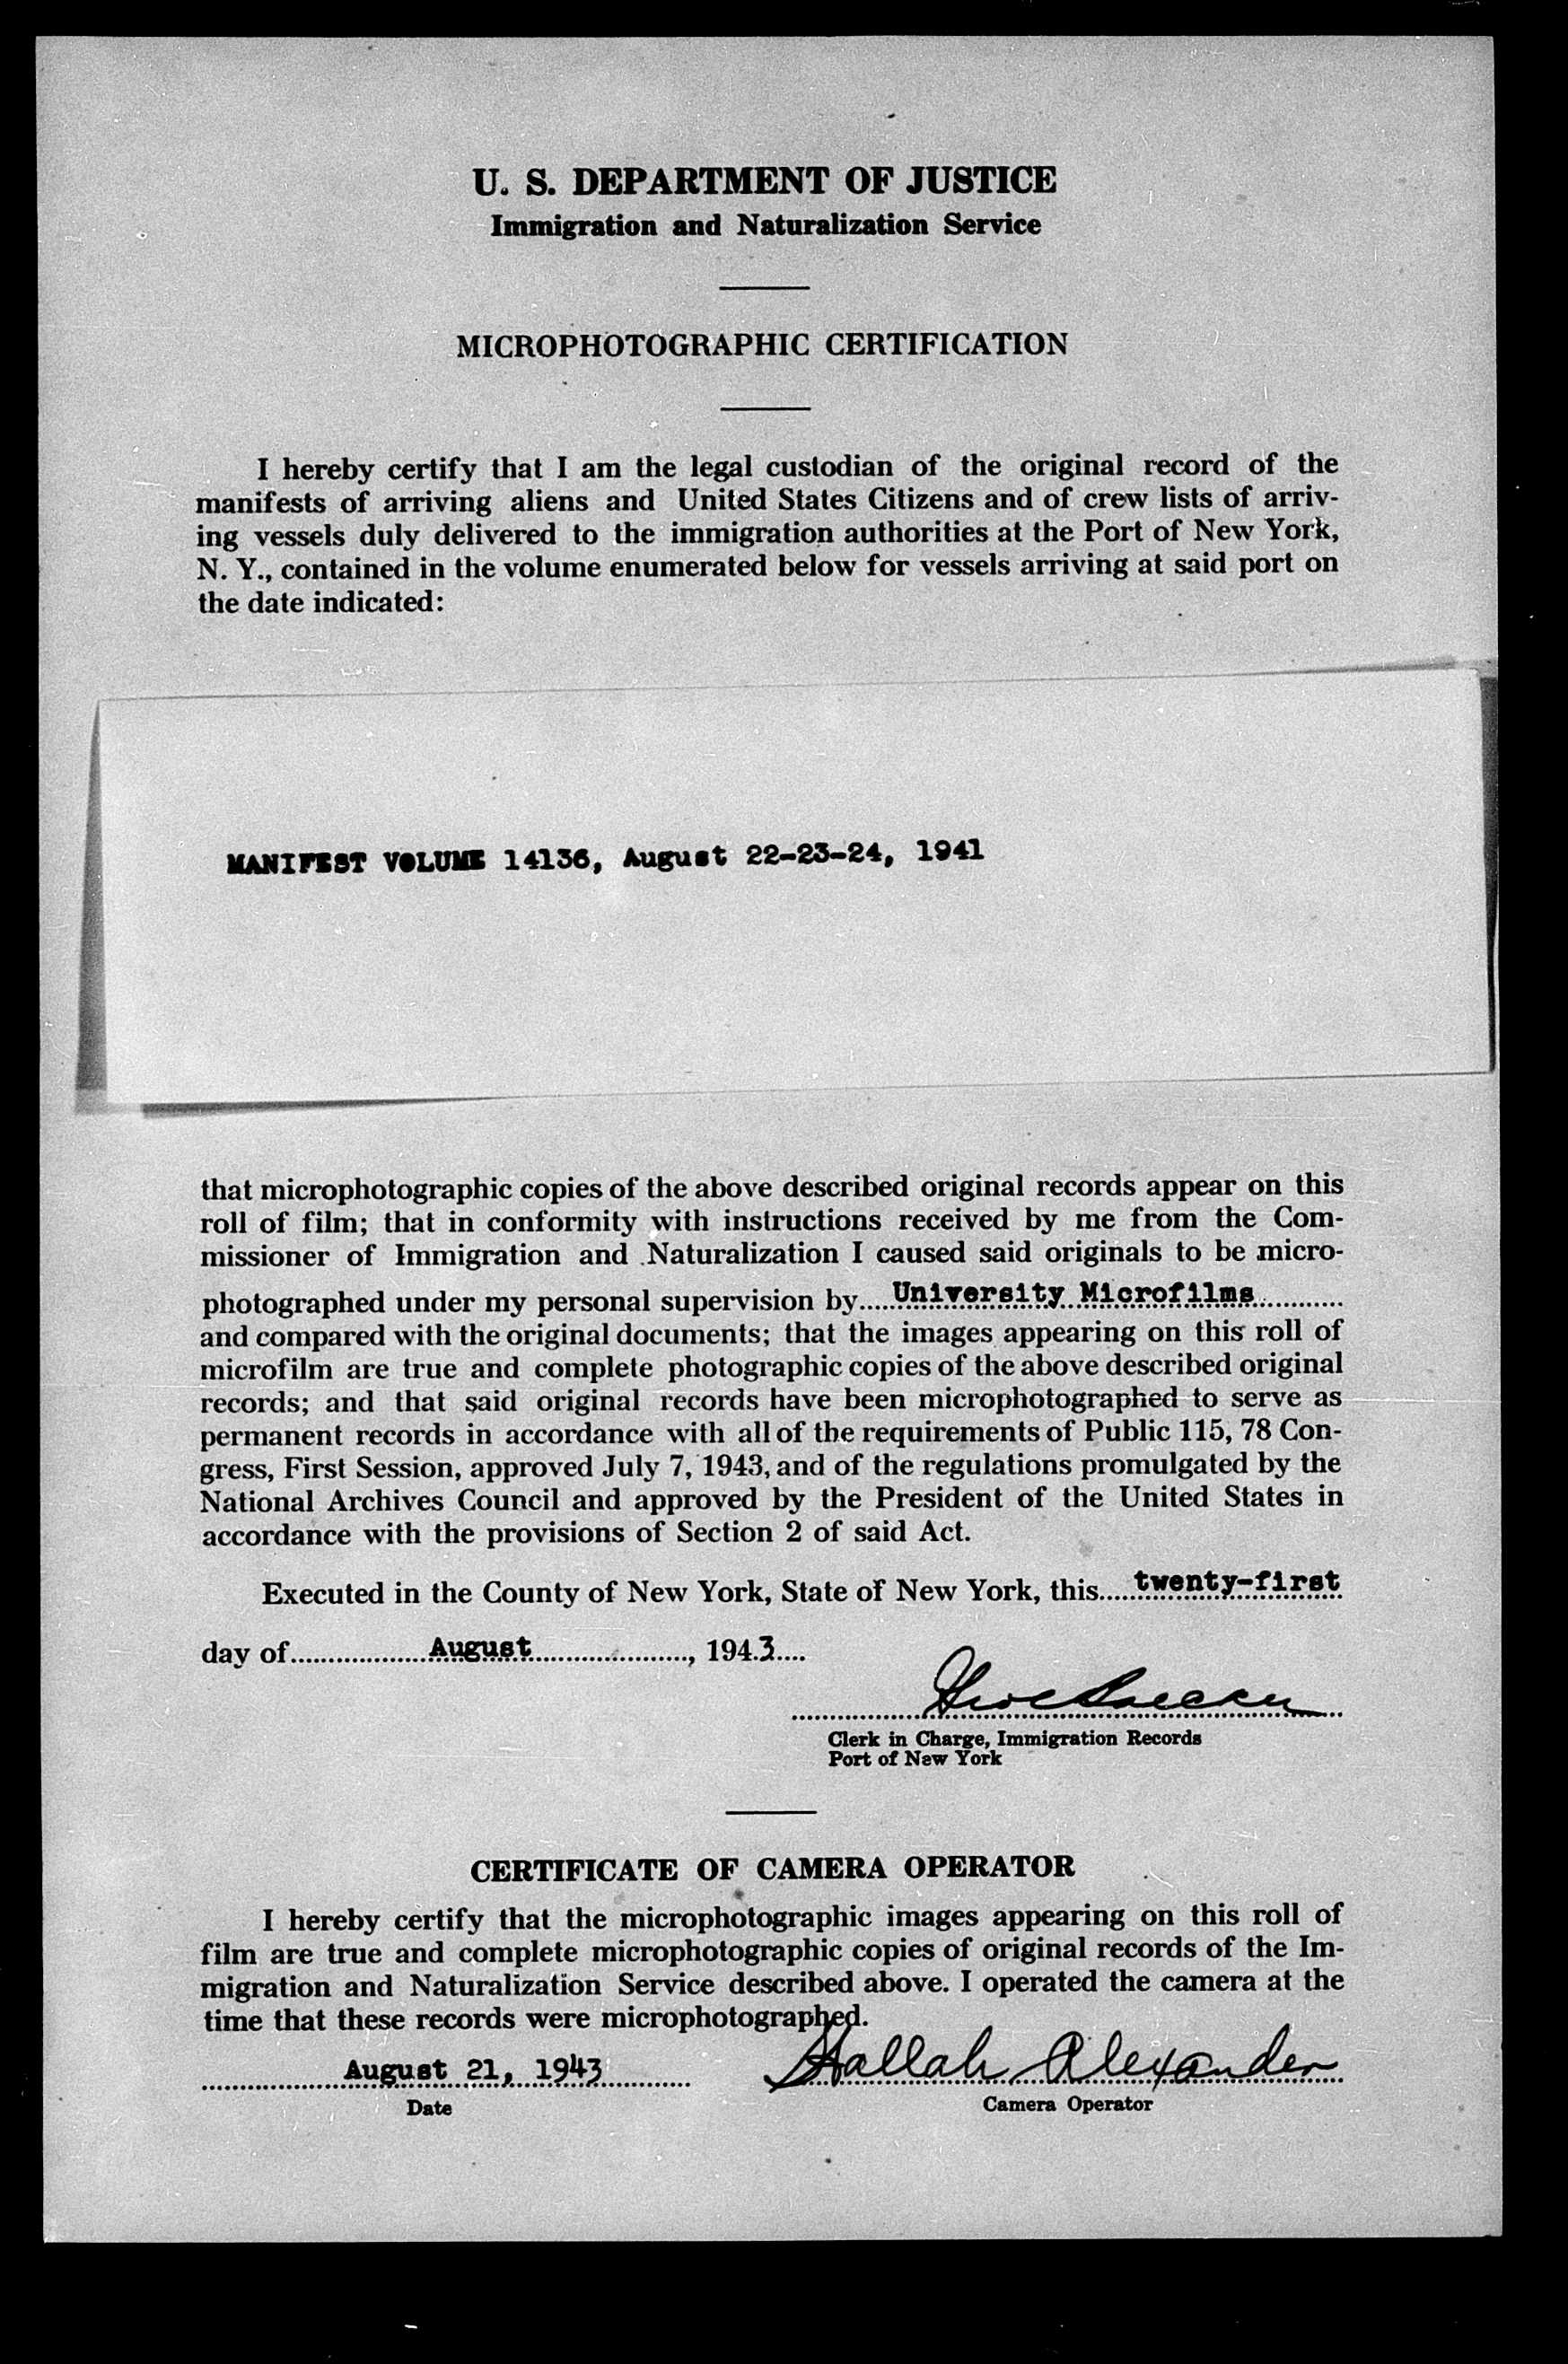 U. S. DEPARTMENT OF JUSTICE
Immigration and Naturalization Service
MICROPHOTOGRAPHIC CERTIFICATION
I hereby certify that I am the legal custodian of the original record of the
manifests of arriving aliens and United States Citizens and of crew lists of arriv-
ing vessels duly delivered to the immigration authorities at the Port of New York,
N. Y., contained in the volume enumerated below for vessels arriving at said port on
the date indicated:
MANIFEST VOLUME 14136, August 22-23-24, 1941
that microphotographic copies of the above described original records appear on this
roll of film; that in conformity with instructions received by me from the Com-
missioner of Immigration and Naturalization I caused said originals to be micro-
photographed under my personal supervision by.....University Microfilms............
and compared with the original documents; that the images appearing on this roll of
microfilm are true and complete photographic copies of the above described original
records; and that said original records have been microphotographed to serve as
permanent records in accordance with all of the requirements of Public 115, 78 Con-
gress, First Session, approved July 7, 1943, and of the regulations promulgated by the
National Archives Council and approved by the President of the United States in
accordance with the provisions of Section 2 of said Act.
Executed in the County of New York, State of New York, this.....twenty-first
day of..................August....................., 194.3....
Clerk in Charge, Immigration Records
Port of New York
CERTIFICATE OF CAMERA OPERATOR
I hereby certify that the microphotographic images appearing on this roll of
film are true and complete microphotographic copies of original records of the Im-
migration and Naturalization Service described above. I operated the camera at the
time that these records were microphotographed.
August 21, 1943 Hallah Alexander
Date Camera Operator